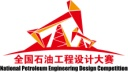 全国石油工程设计大赛
National Petroleum Engineering Design Competition